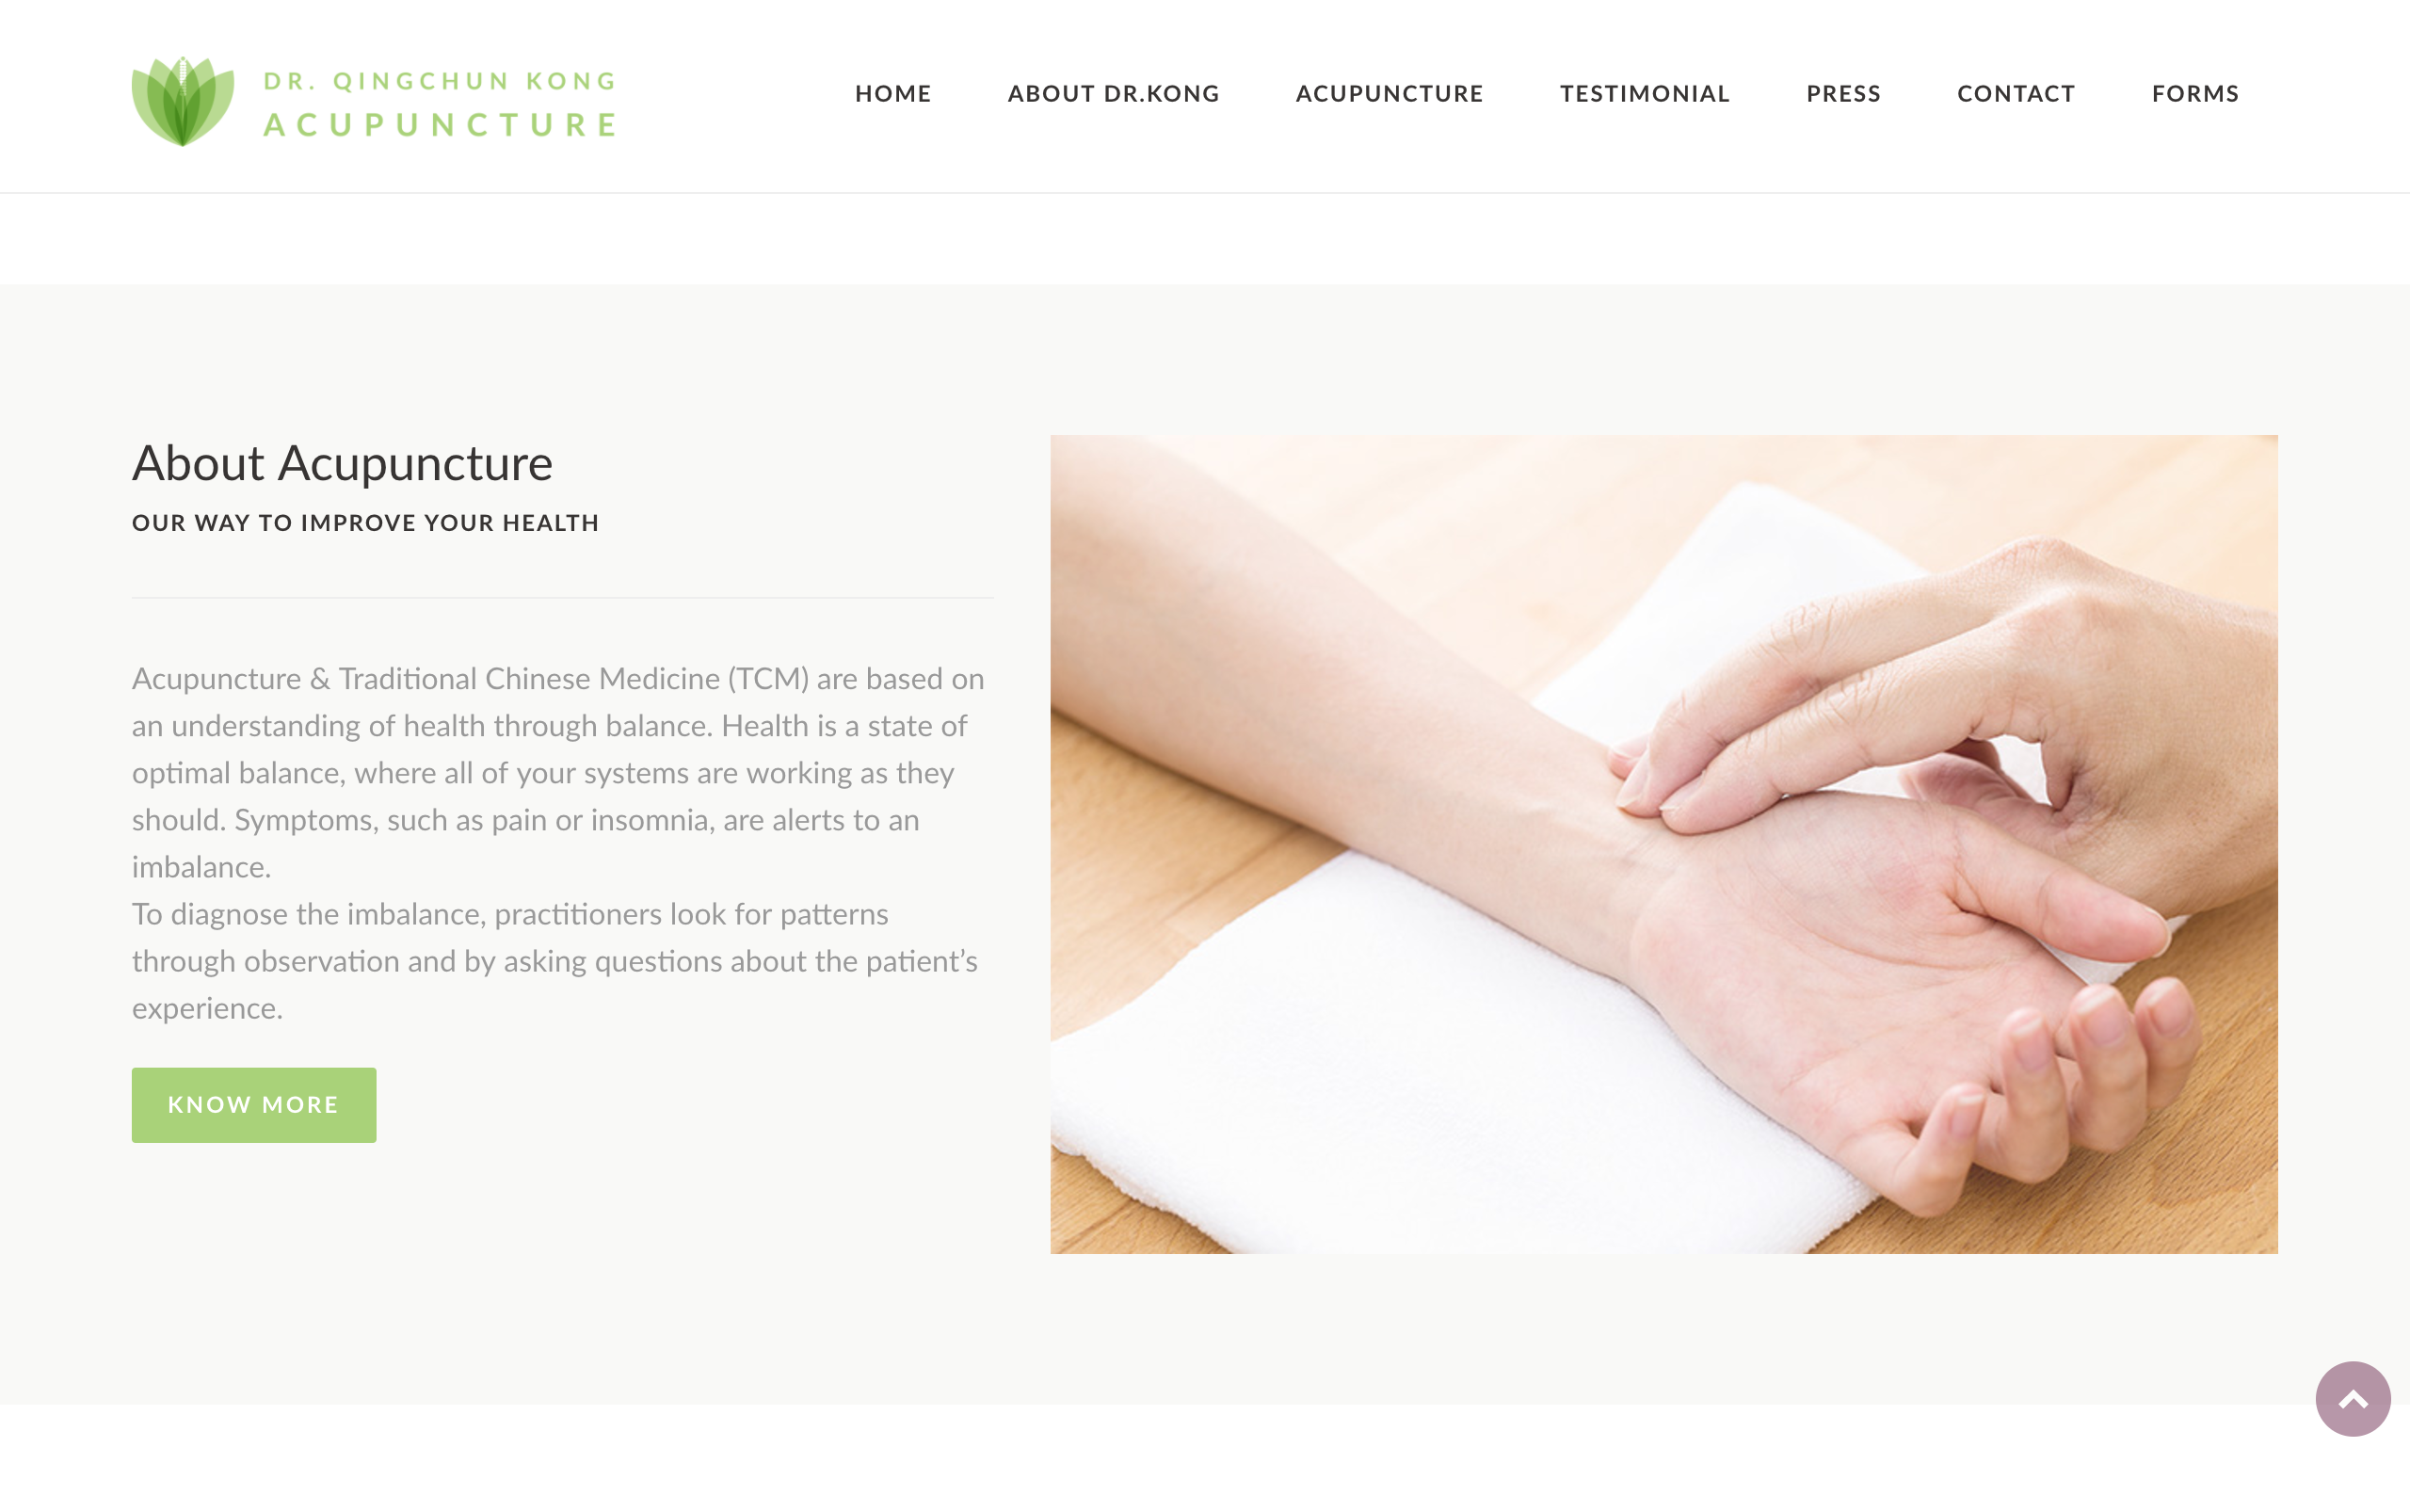 DR. QINGCHUN KONG
ACUPUNCTURE
HOME ABOUT DR.KONG ACUPUNCTURE TESTIMONIAL PRESS CONTACT FORMS
About Acupuncture
OUR WAY TO IMPROVE YOUR HEALTH
Acupuncture & Traditional Chinese Medicine (TCM) are based on
an understanding of health through balance. Health is a state of
optimal balance, where all of your systems are working as they
should. Symptoms, such as pain or insomnia, are alerts to an
imbalance.
To diagnose the imbalance, practitioners look for patterns
through observation and by asking questions about the patient’s
experience.
KNOW MORE